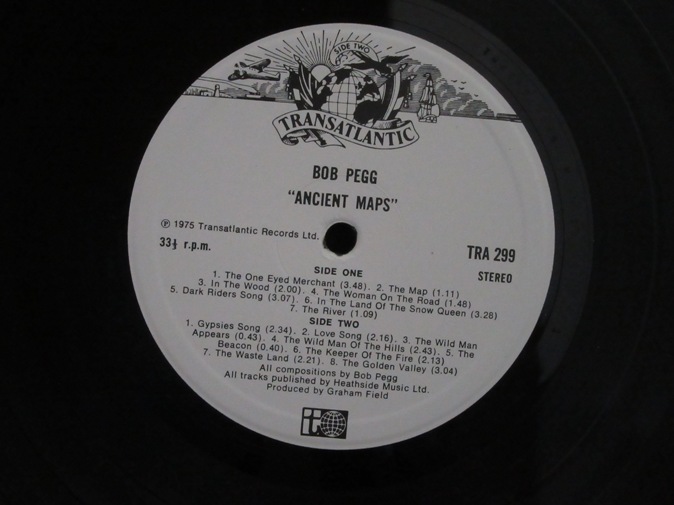 SIDE TWO
TRANSATLANTIC
BOB PEGG
"ANCIENT MAPS"
℗ 1975 Transatlantic Records Ltd.
33⅓ r.p.m.
TRA 299
STEREO
SIDE ONE
1. The One Eyed Merchant (3.48). 2. The Map (1.11)
3. In The Wood (2.00). 4. The Woman On The Road (1.48)
5. Dark Riders Song (3.07). 6. In The Land Of The Snow Queen (3.28)
7. The River (1.09)
SIDE TWO
1. Gypsies Song (2.34). 2. Love Song (2.16). 3. The Wild Man
Appears (0.43). 4. The Wild Man Of The Hills (2.43). 5. The
Beacon (0.40). 6. The Keeper Of The Fire (2.13)
7. The Waste Land (2.21). 8. The Golden Valley (3.04)
All compositions by Bob Pegg
All tracks published by Heathside Music Ltd.
Produced by Graham Field
t